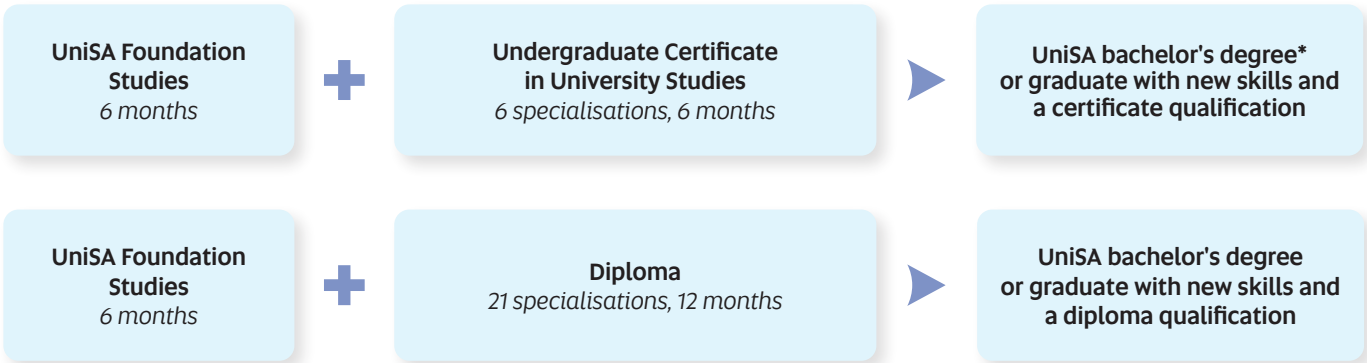 UniSA Foundation
Studies
6 months
Undergraduate Certificate
in University Studies
6 specialisations, 6 months
UniSA bachelor's degree*
or graduate with new skills and
a certificate qualification
UniSA Foundation
Studies
6 months
Diploma
21 specialisations, 12 months
UniSA bachelor's degree
or graduate with new skills and
a diploma qualification